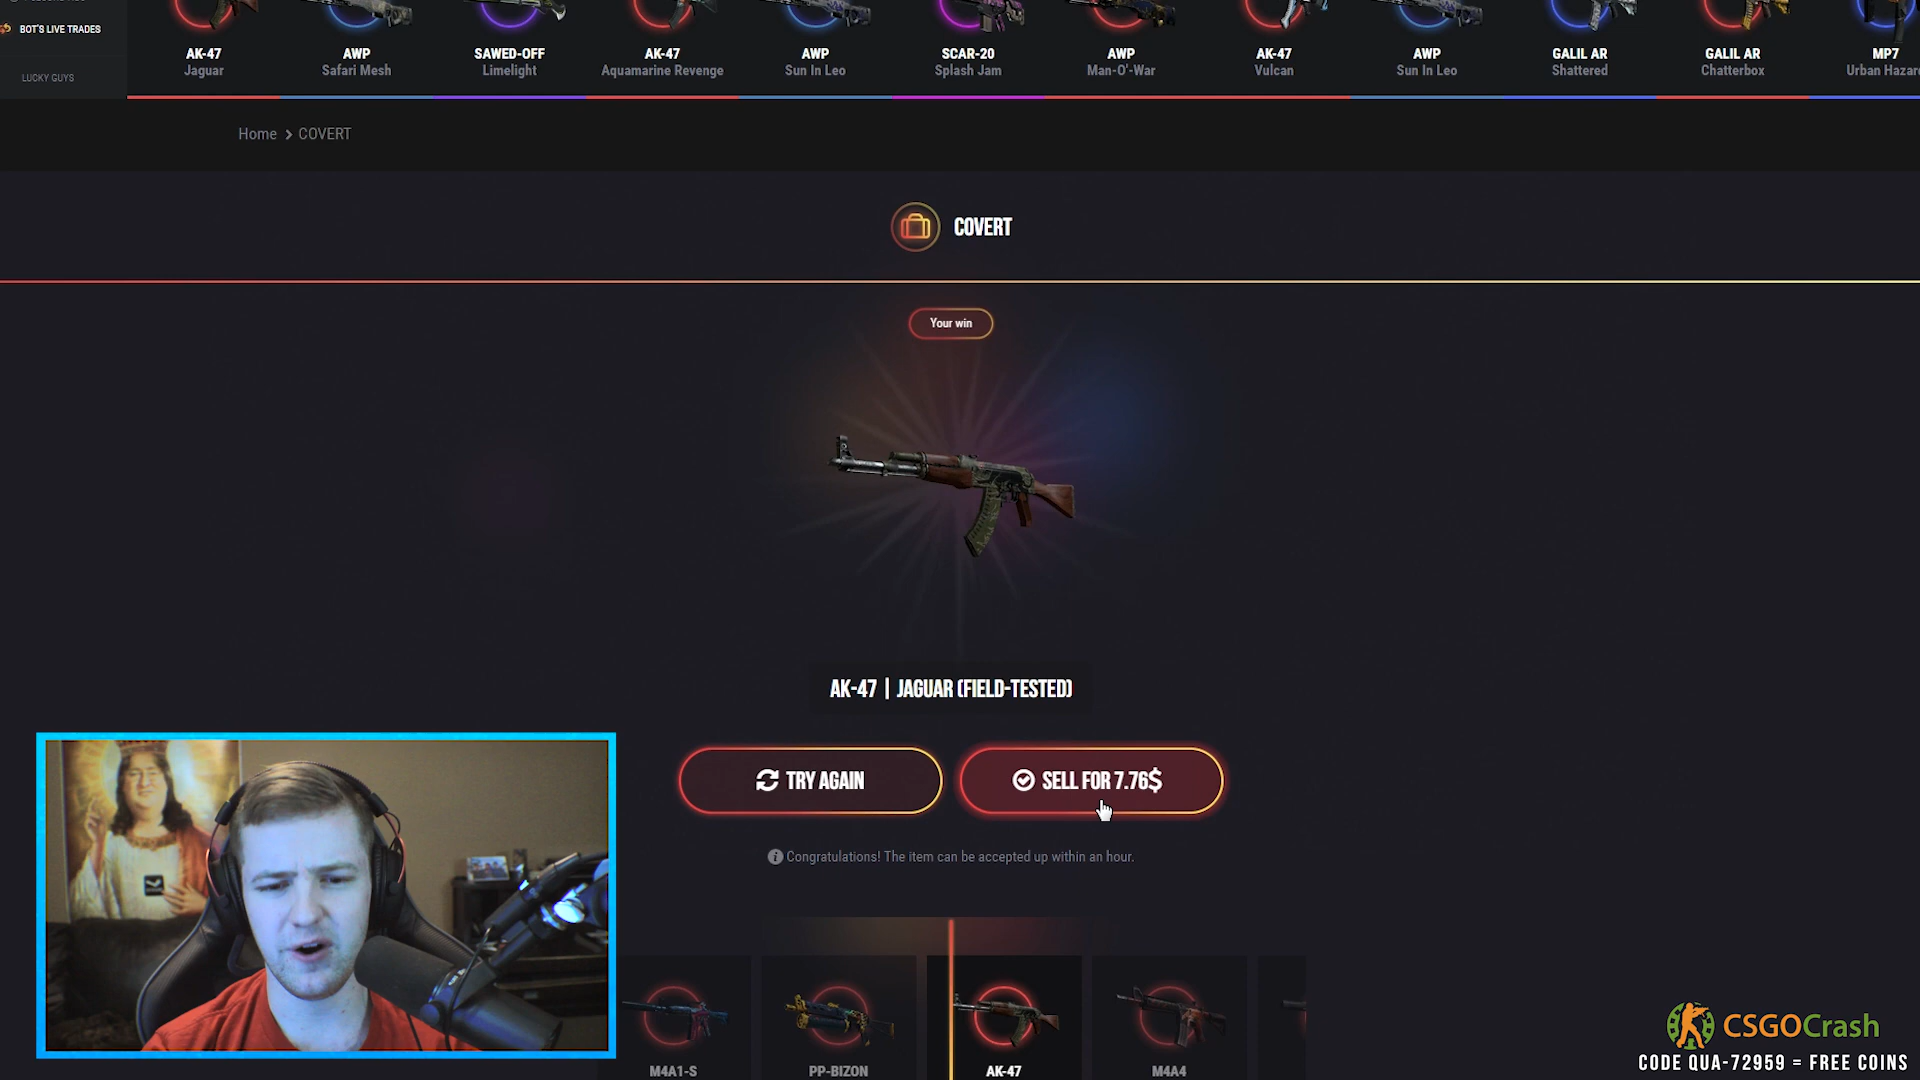 BOT'S LIVE TRADES
LUCKY GUYS
AK-47 AWP SAWED-OFF AK-47 AWP SCAR-20 AWP AK-47 AWP GALIL AR GALIL AR MP7
Jaguar Safari Mesh Limelight Aquamarine Revenge Sun In Leo Splash Jam Man-O'-War Vulcan Sun In Leo Shattered Chatterbox Urban Hazar
Home > COVERT
COVERT
Your win
AK-47 | JAGUAR (FIELD-TESTED)
TRY AGAIN
SELL FOR 7.76$
Congratulations! The item can be accepted up within an hour.
M4A1-S PP-BIZON AK-47 M4A4
CSGOCrash
CODE QUA-72959 = FREE COINS